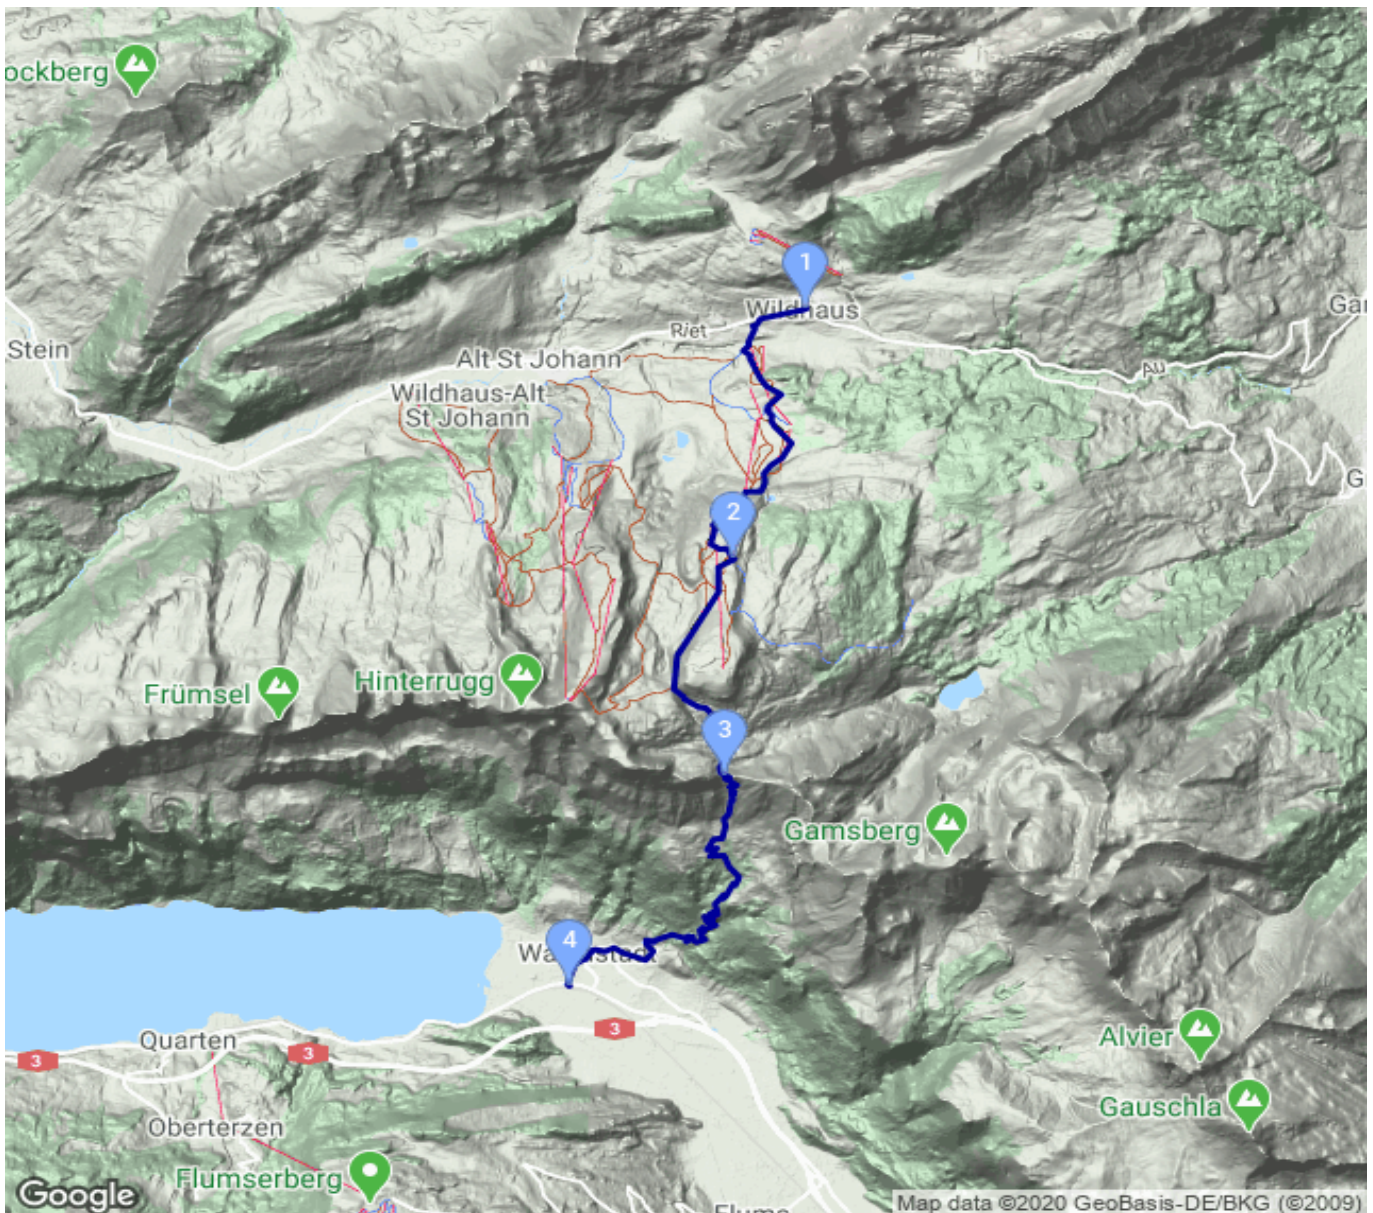 ockberg
1
Wildhaus
Gar
Riet
Stein
Alt St Johann
Au
Wildhaus-Alt
St Johann
G
2
Hinterrugg
Frümsel
3
Gamsberg
4
3
Quarten
3
3
Alvier
Gauschla
Oberterzen
Flumserberg
Google
Map data ©2020 GeoBasis-DE/BKG (©2009)